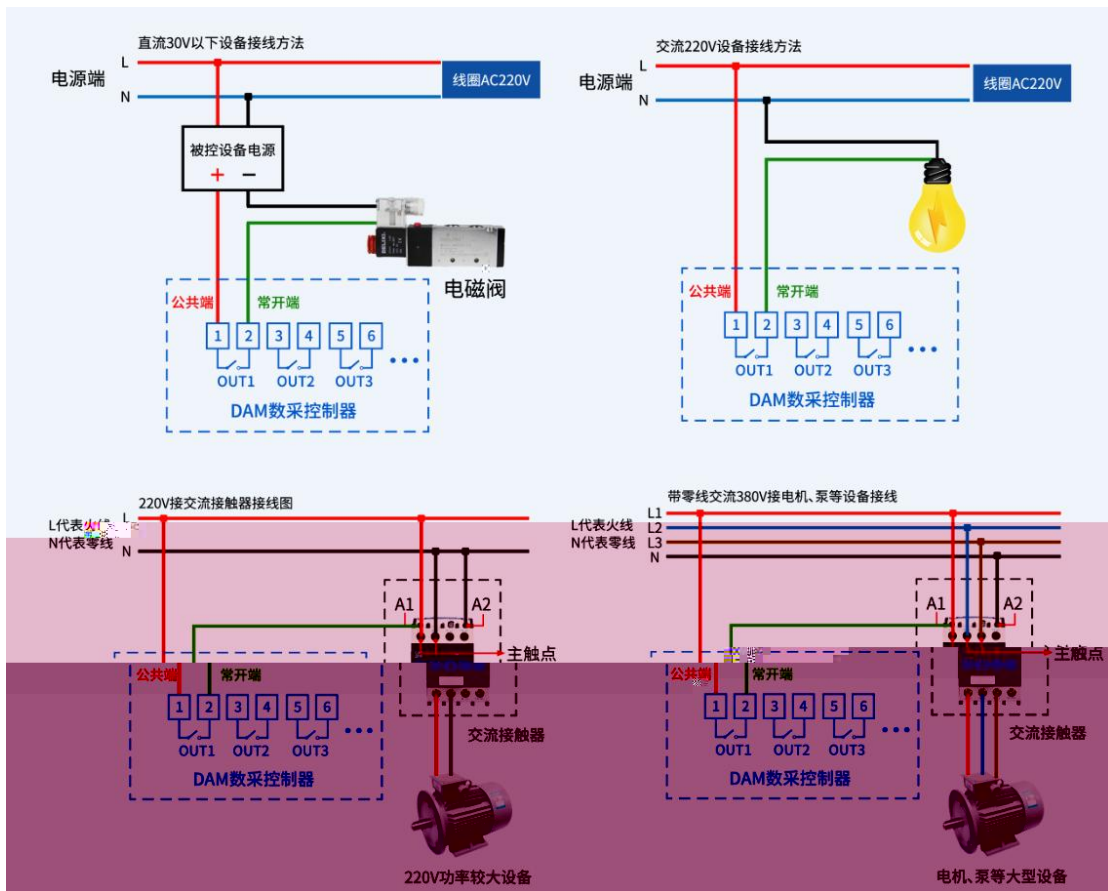 直流30V以下设备接线方法
电源端
L
N
线圈AC220V
被控设备电源
+ −
电磁阀
公共端 常开端
1 2 3 4 5 6
OUT1 OUT2 OUT3
DAM数采控制器
交流220V设备接线方法
电源端
L
N
线圈AC220V
公共端 常开端
1 2 3 4 5 6
OUT1 OUT2 OUT3
DAM数采控制器
220V接交流接触器接线图
L代表火线 L
N代表零线 N
A1 A2
主触点
公共端 常开端
1 2 3 4 5 6
OUT1 OUT2 OUT3
交流接触器
DAM数采控制器
220V功率较大设备
带零线交流380V接电机、泵等设备接线
L1
L代表火线 L2
N代表零线 L3
N
A1 A2
主触点
公共端 常开端
1 2 3 4 5 6
OUT1 OUT2 OUT3
交流接触器
DAM数采控制器
电机、泵等大型设备